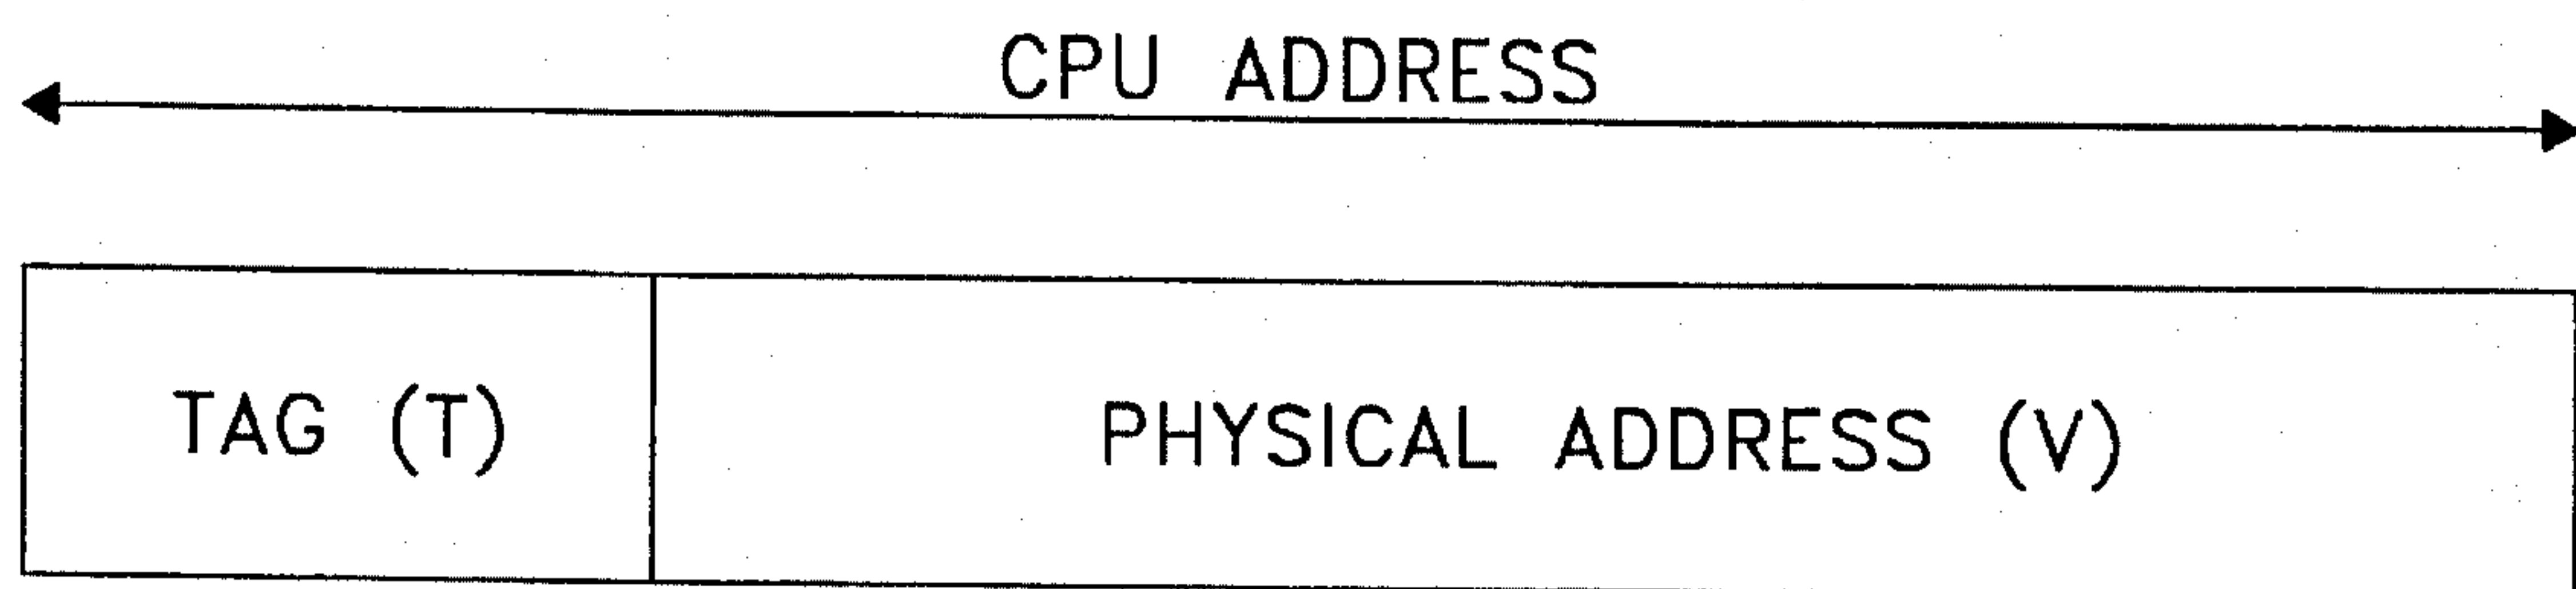 CPU ADDRESS
TAG (T) PHYSICAL ADDRESS (V)